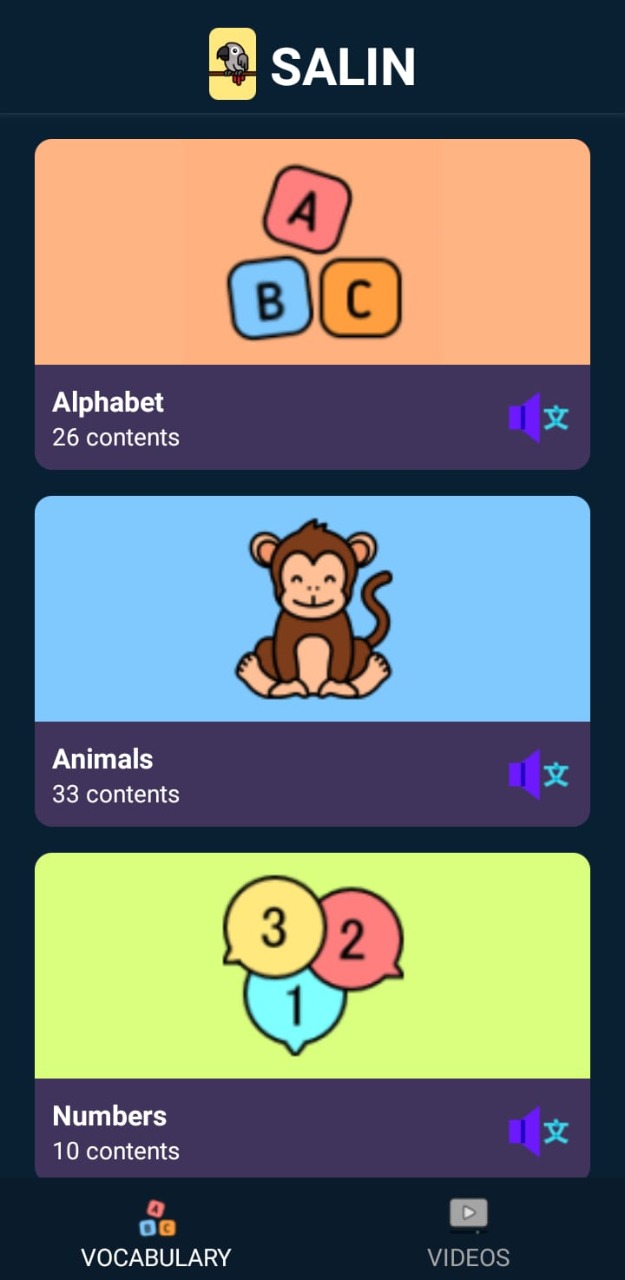 SALIN
A
B C
Alphabet
26 contents
文
Animals
33 contents
文
3 2
1
Numbers
10 contents
文
A
B C
VOCABULARY VIDEOS